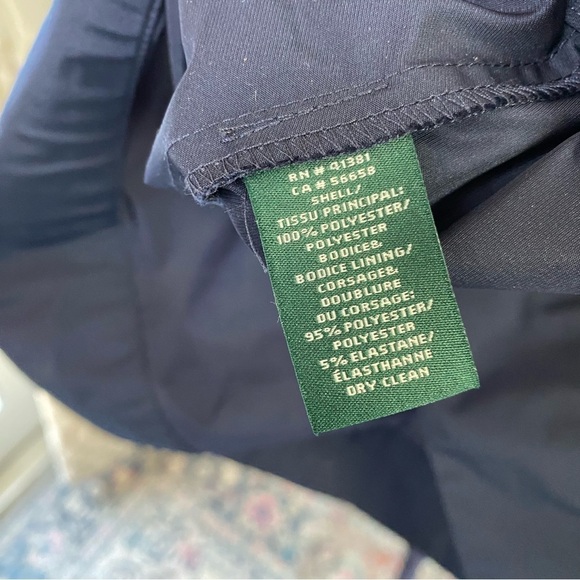 RN # 41381
CA # 56658
SHELL/
TISSU PRINCIPAL:
100% POLYESTER/
POLYESTER
BODICE&
BODICE LINING/
CORSAGE&
DOUBLURE
OU CORSAGE:
95% POLYESTER/
POLYESTER
5% ELASTANE/
ÉLASTHANNE
DRY CLEAN